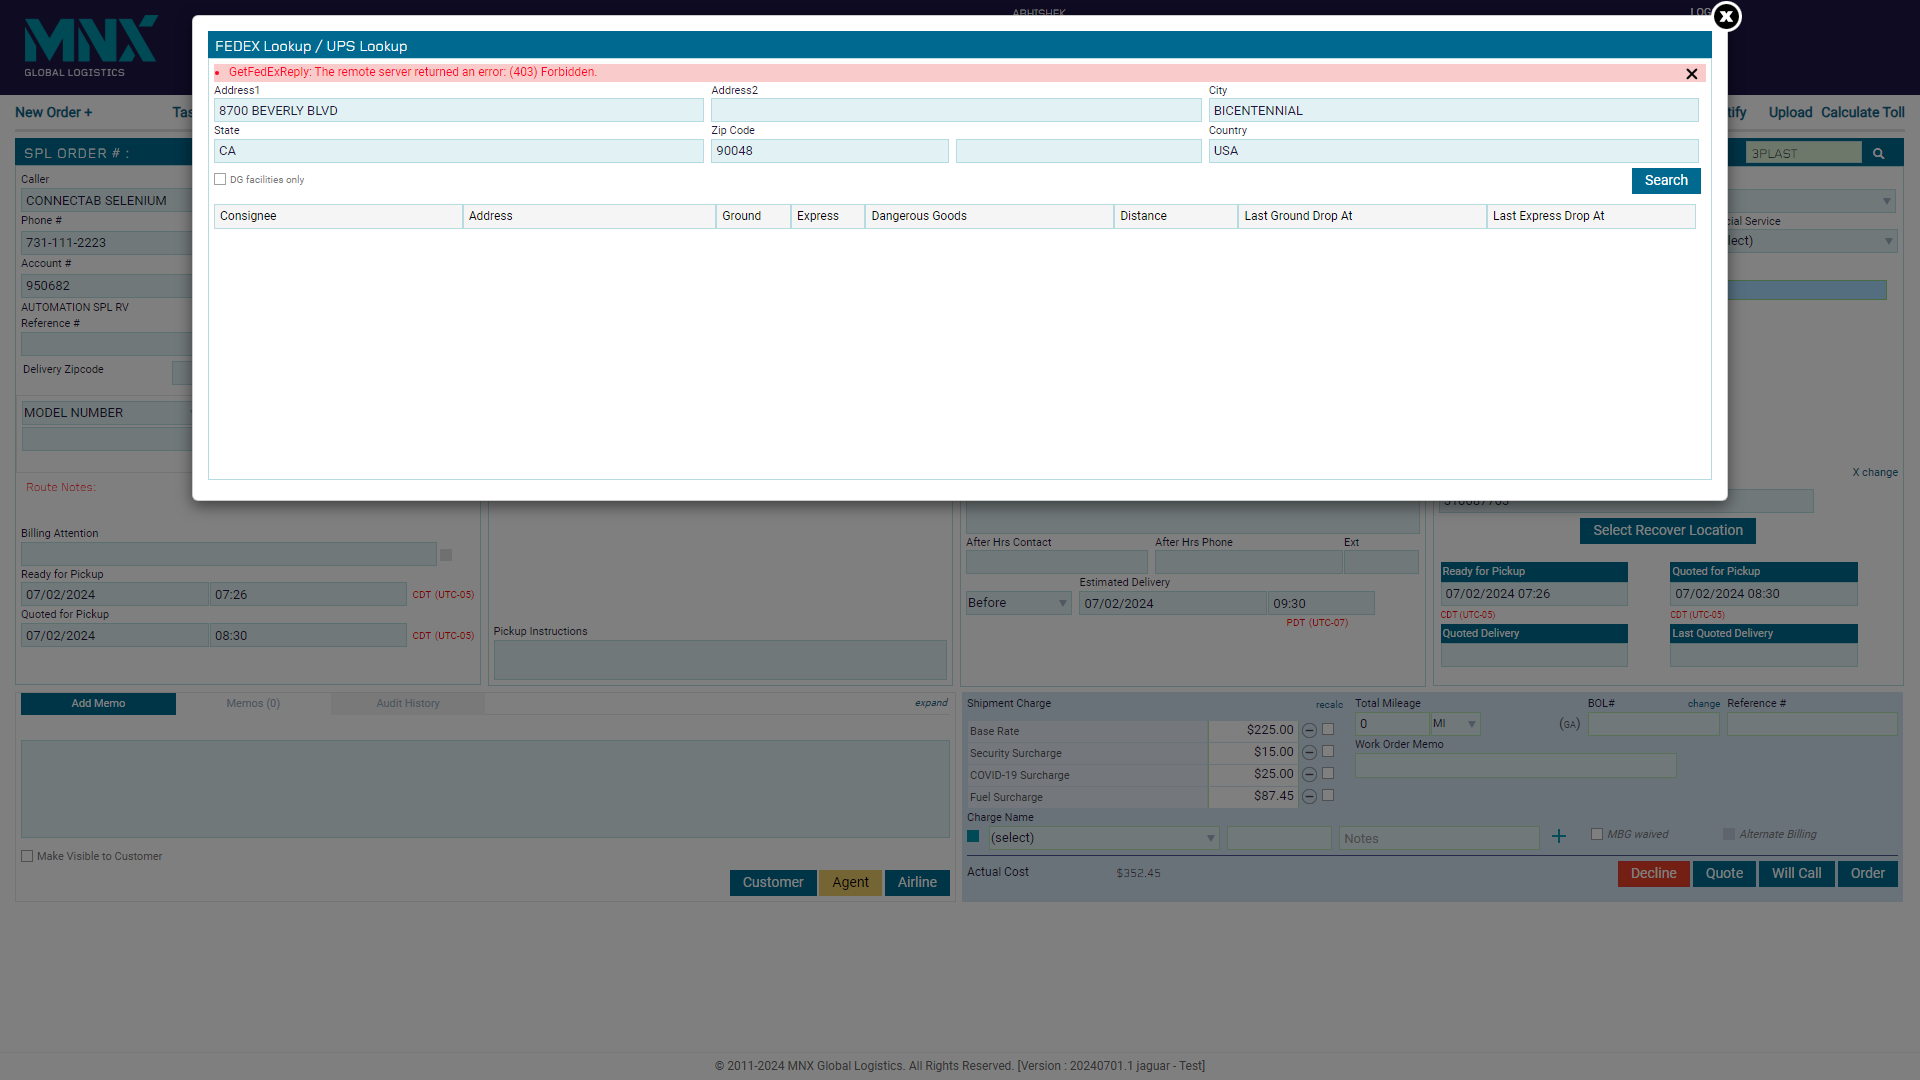 ABHISHEK
LOG
MNX
GLOBAL LOGISTICS
FEDEX Lookup / UPS Lookup
GetFedExReply: The remote server returned an error: (403) Forbidden.
Address1
Address2
City
8700 BEVERLY BLVD
BICENTENNIAL
State
Zip Code
Country
CA
90048
USA
DG facilities only
Search
Consignee
Address
Ground
Express
Dangerous Goods
Distance
Last Ground Drop At
Last Express Drop At
New Order +
Tas
tify
Upload
Calculate Toll
SPL ORDER # :
3PLAST
Caller
CONNECTAB SELENIUM
Phone #
cial Service
731-111-2223
lect)
Account #
950682
AUTOMATION SPL RV
Reference #
Delivery Zipcode
MODEL NUMBER
X change
Route Notes:
Select Recover Location
Billing Attention
After Hrs Contact
After Hrs Phone
Ext
Ready for Pickup
Estimated Delivery
Ready for Pickup
Quoted for Pickup
07/02/2024
07:26
CDT (UTC-05)
Before
07/02/2024
09:30
07/02/2024 07:26
07/02/2024 08:30
Quoted for Pickup
PDT (UTC-07)
CDT (UTC-05)
CDT (UTC-05)
07/02/2024
08:30
CDT (UTC-05)
Pickup Instructions
Quoted Delivery
Last Quoted Delivery
Add Memo
Memos (0)
Audit History
expand
Make Visible to Customer
Customer
Agent
Airline
Shipment Charge
recalc
Total Mileage
BOL#
change
Reference #
0
MI
(GA)
Base Rate
$225.00
Security Surcharge
$15.00
Work Order Memo
COVID-19 Surcharge
$25.00
Fuel Surcharge
$87.45
Charge Name
(select)
Notes
MBG waived
Alternate Billing
Actual Cost
$352.45
Decline
Quote
Will Call
Order
© 2011-2024 MNX Global Logistics. All Rights Reserved. [Version : 20240701.1 jaguar - Test]